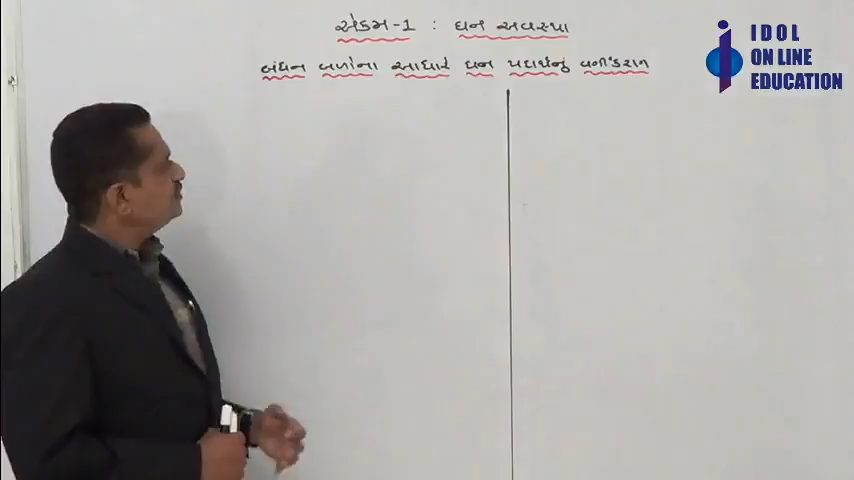 એકમ-1 : ઘન અવસ્થા
બંધન બળોના આધારે ઘન પદાર્થનું વર્ગીકરણ
IDOL
ON LINE
EDUCATION